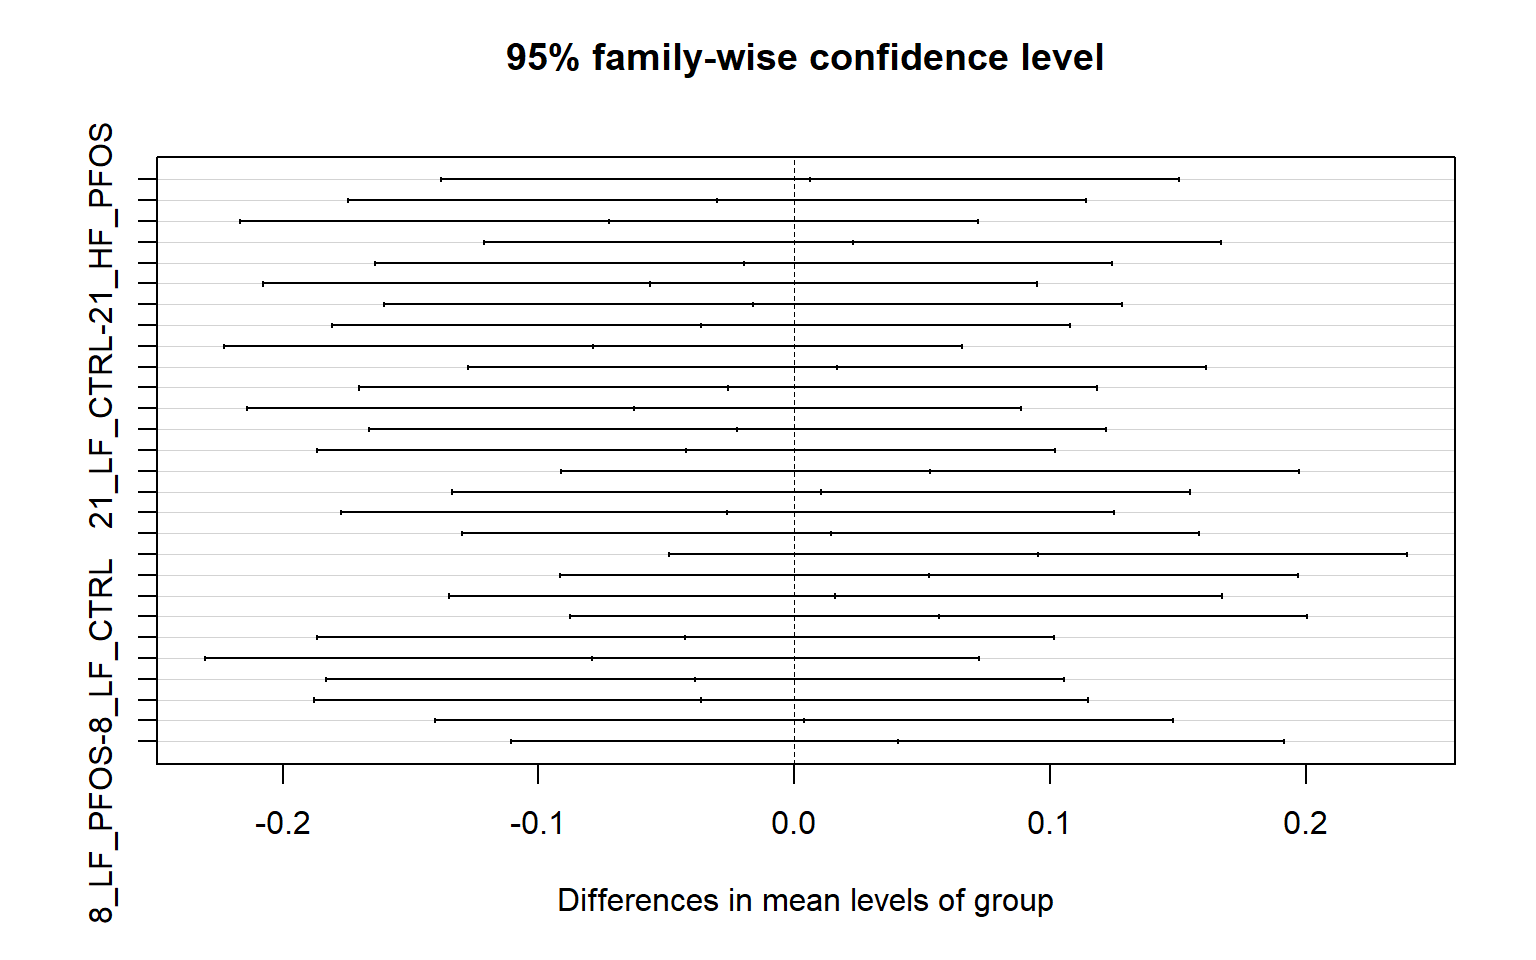 95% family-wise confidence level
21_LF_CTRL-21_HF_PFOS
8_LF_PFOS-8_LF_CTRL
-0.2 -0.1 0.0 0.1 0.2
Differences in mean levels of group